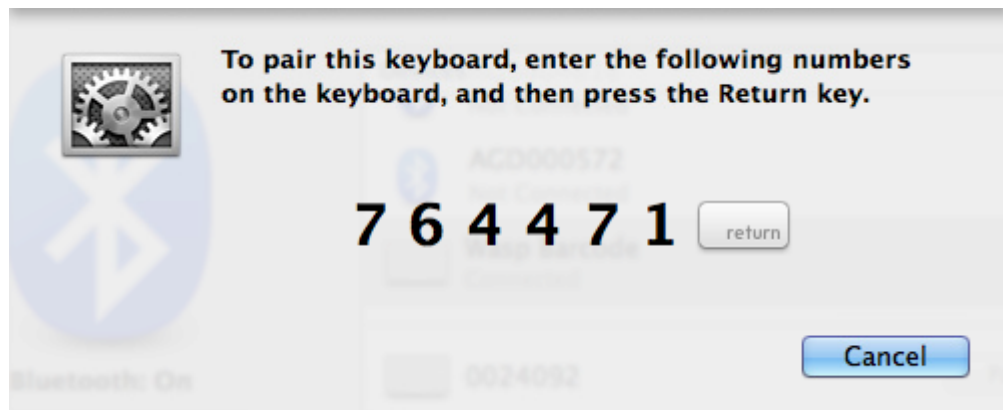 To pair this keyboard, enter the following numbers
on the keyboard, and then press the Return key.
AGD000572
Not Connected
7 6 4 4 7 1 return
Wasp Barcode
Connected
Cancel
Bluetooth: On
0024092